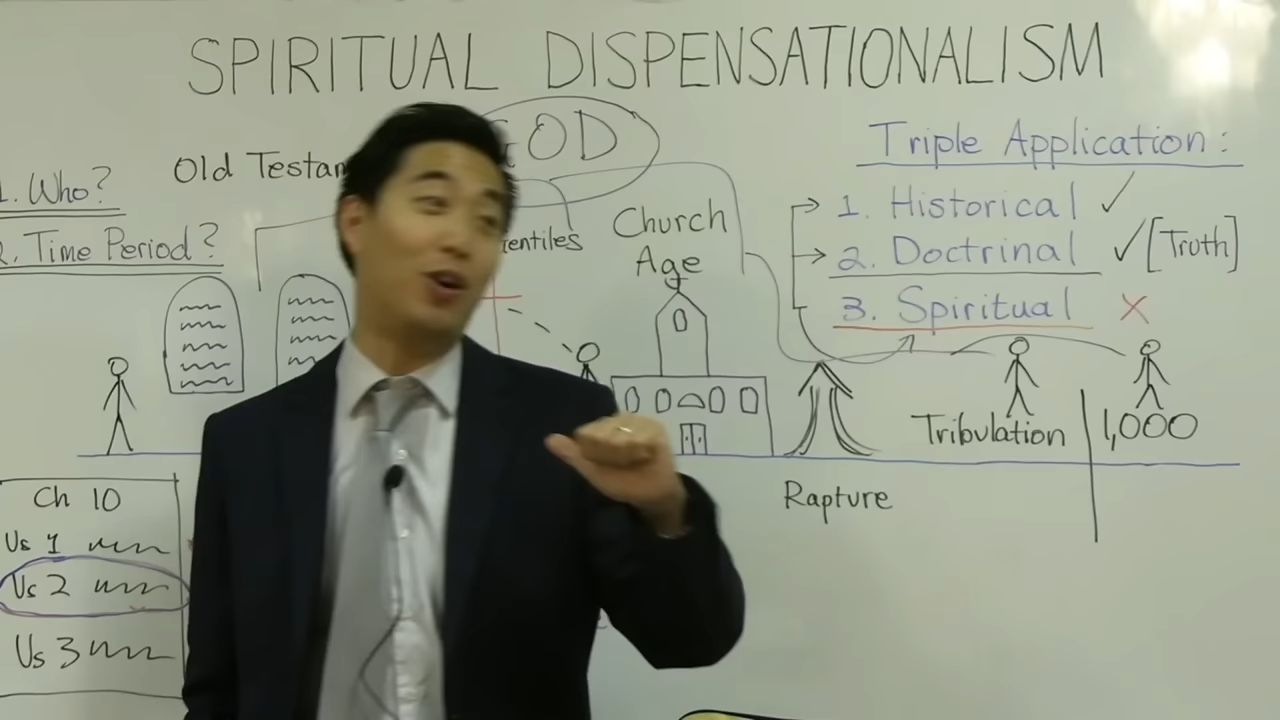 SPIRITUAL DISPENSATIONALISM
1. Who?
2. Time Period?
Old Testam
GOD
entiles
Church
Age
Triple Application:
1. Historical ✓
2. Doctrinal ✓ [Truth]
3. Spiritual X
Tribulation
1,000
Rapture
Ch 10
Vs 1
Vs 2
Vs 3